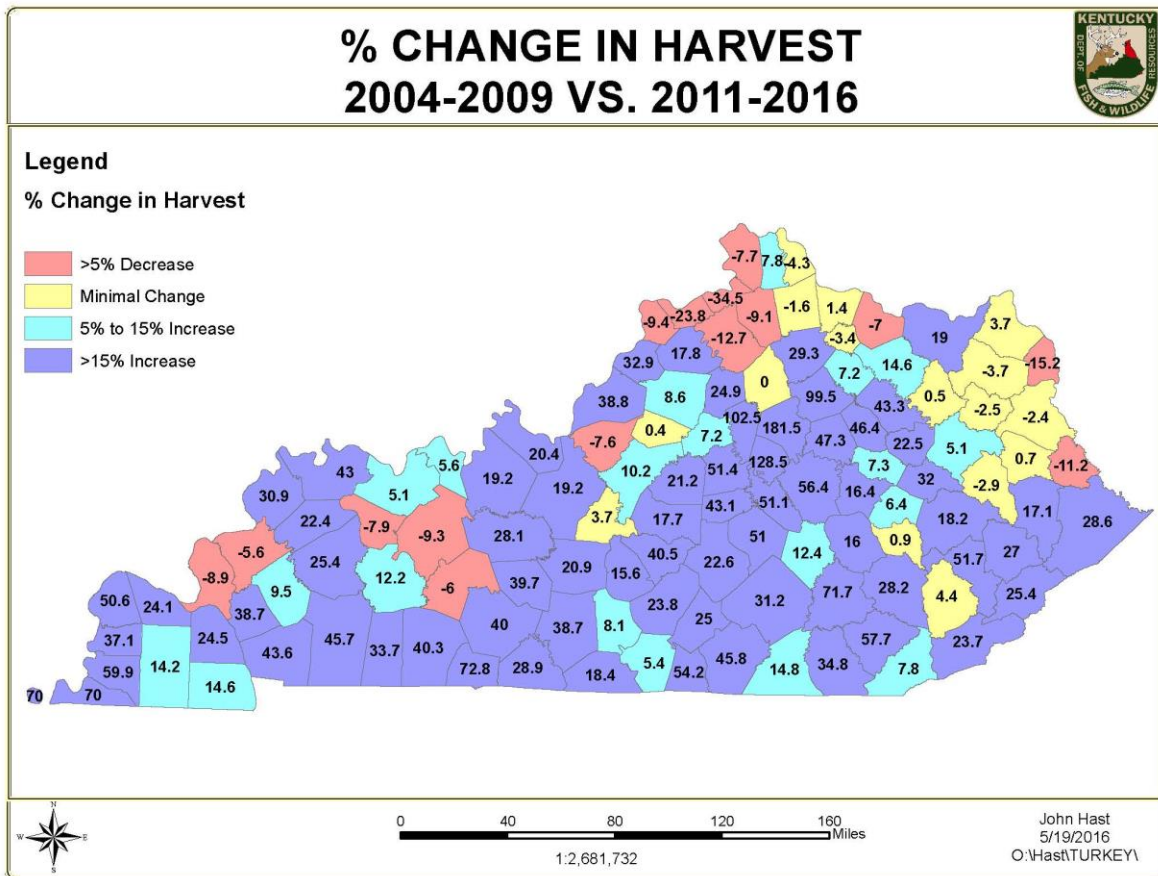 % CHANGE IN HARVEST
2004-2009 VS. 2011-2016
KENTUCKY
DEPT. OF
FISH & WILDLIFE
RESOURCES
Legend
% Change in Harvest
>5% Decrease
Minimal Change
5% to 15% Increase
>15% Increase
-7.7 7.8 -4.3
-34.5 -1.6 1.4
-9.4 -23.8 -9.1 -7 19 3.7
-12.7 -3.4
32.9 17.8 29.3 7.2 14.6 -3.7 -15.2
0
38.8 8.6 24.9 99.5 43.3 0.5 -2.5 -2.4
102.5
-7.6 0.4 7.2 181.5 47.3 46.4 22.5 5.1 0.7 -11.2
20.4
43 5.6 19.2 19.2 10.2 21.2 51.4 128.5 7.3 32 -2.9
30.9 5.1 56.4 16.4 17.1 28.6
22.4 -7.9 -9.3 3.7 17.7 43.1 51.1 6.4 18.2
28.1 51 0.9
-5.6 25.4 40.5 22.6 12.4 16 51.7 27
-8.9 9.5 12.2 -6 39.7 20.9 15.6 71.7 28.2 4.4 25.4
50.6 24.1 38.7 23.8 25 31.2
37.1 24.5 45.7 33.7 40.3 40 38.7 8.1 57.7 23.7
43.6
59.9 14.2 14.6 72.8 28.9 18.4 5.4 54.2 45.8 14.8 34.8 7.8
70 70
N
W E
S
0 40 80 120 160
Miles
1:2,681,732
John Hast
5/19/2016
O:\Hast\TURKEY\